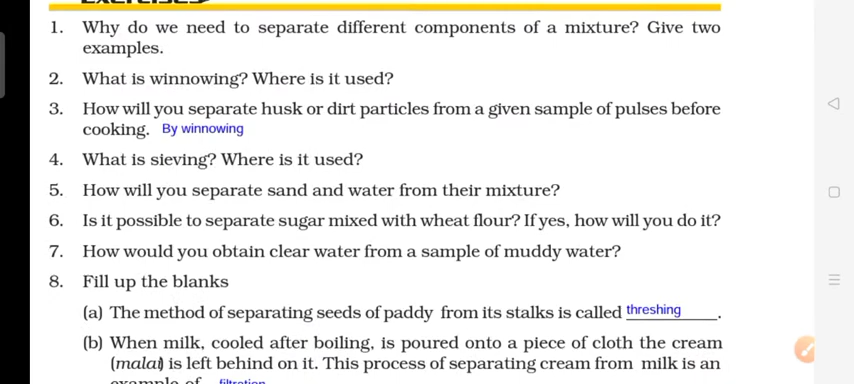 Exercises
1. Why do we need to separate different components of a mixture? Give two
examples.
2. What is winnowing? Where is it used?
3. How will you separate husk or dirt particles from a given sample of pulses before
cooking. By winnowing
4. What is sieving? Where is it used?
5. How will you separate sand and water from their mixture?
6. Is it possible to separate sugar mixed with wheat flour? If yes, how will you do it?
7. How would you obtain clear water from a sample of muddy water?
8. Fill up the blanks
(a) The method of separating seeds of paddy from its stalks is called threshing.
(b) When milk, cooled after boiling, is poured onto a piece of cloth the cream
(malai) is left behind on it. This process of separating cream from milk is an
example of filtration